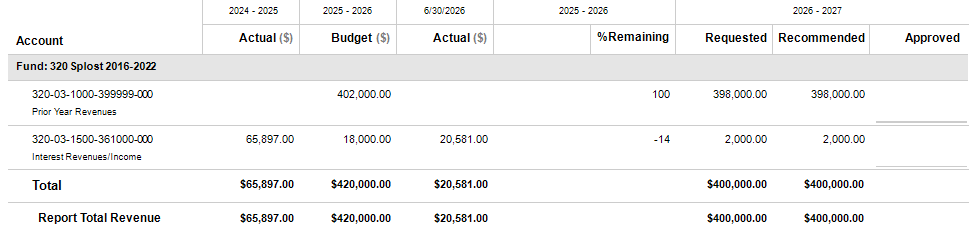 2024 - 2025 2025 - 2026 6/30/2026 2025 - 2026 2026 - 2027
Account Actual ($) Budget ($) Actual ($) %Remaining Requested Recommended Approved
Fund: 320 Splost 2016-2022
320-03-1000-399999-000 402,000.00 100 398,000.00 398,000.00
Prior Year Revenues
320-03-1500-361000-000 65,897.00 18,000.00 20,581.00 -14 2,000.00 2,000.00
Interest Revenues/Income
Total $65,897.00 $420,000.00 $20,581.00 $400,000.00 $400,000.00
Report Total Revenue $65,897.00 $420,000.00 $20,581.00 $400,000.00 $400,000.00